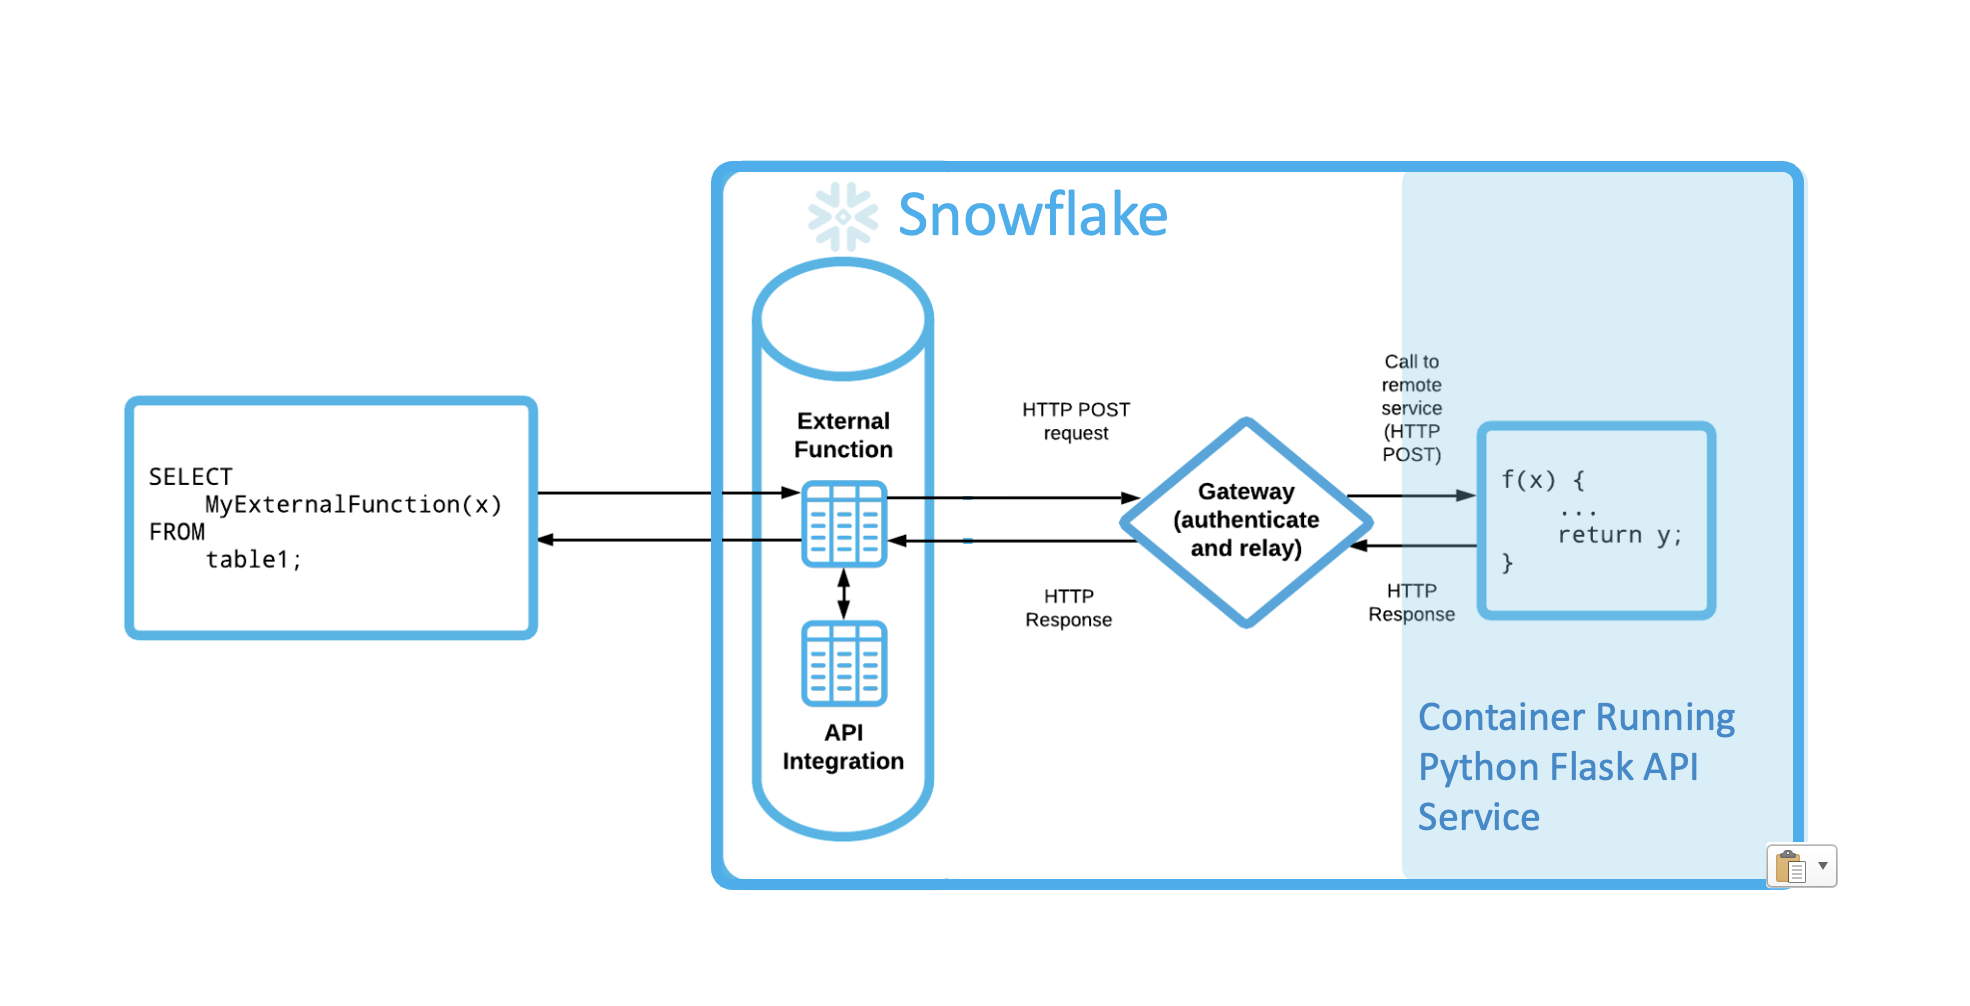 Snowflake
SELECT
MyExternalFunction(x)
FROM
table1;
External
Function
API
Integration
HTTP POST
request
HTTP
Response
Gateway
(authenticate
and relay)
Call to
remote
service
(HTTP
POST)
HTTP
Response
f(x) {
...
return y;
}
Container Running
Python Flask API
Service